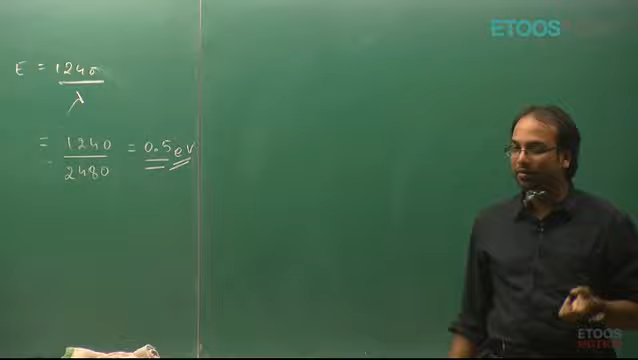 ETOOS
E = 1240
λ
= 1240 = 0.5 ev
2480
ETOOS